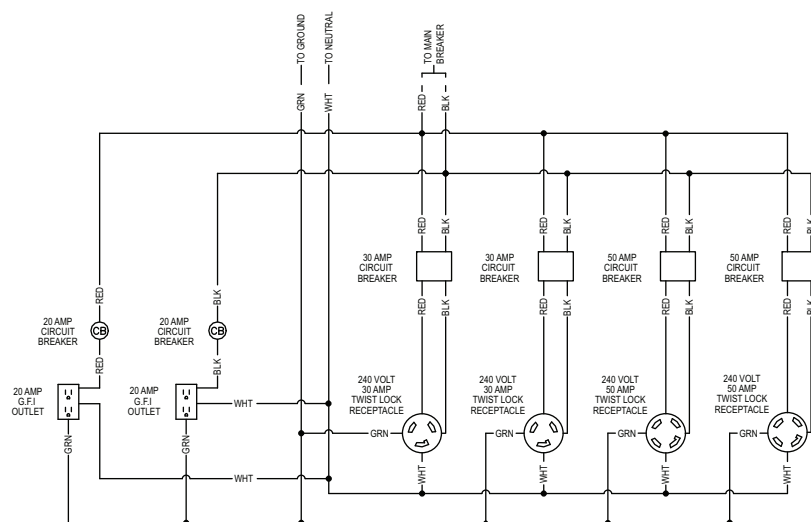 TO GROUND
TO NEUTRAL
TO MAIN
BREAKER
GRN
WHT
RED
BLK
RED
BLK
RED
BLK
RED
BLK
RED
BLK
30 AMP
CIRCUIT
BREAKER
30 AMP
CIRCUIT
BREAKER
50 AMP
CIRCUIT
BREAKER
50 AMP
CIRCUIT
BREAKER
RED
BLK
RED
BLK
RED
BLK
RED
BLK
RED
BLK
20 AMP
CIRCUIT
BREAKER
CB
20 AMP
CIRCUIT
BREAKER
CB
RED
BLK
20 AMP
G.F.I
OUTLET
20 AMP
G.F.I
OUTLET
WHT
240 VOLT
30 AMP
TWIST LOCK
RECEPTACLE
240 VOLT
30 AMP
TWIST LOCK
RECEPTACLE
240 VOLT
50 AMP
TWIST LOCK
RECEPTACLE
240 VOLT
50 AMP
TWIST LOCK
RECEPTACLE
GRN
GRN
GRN
GRN
GRN
GRN
WHT
WHT
WHT
WHT
WHT